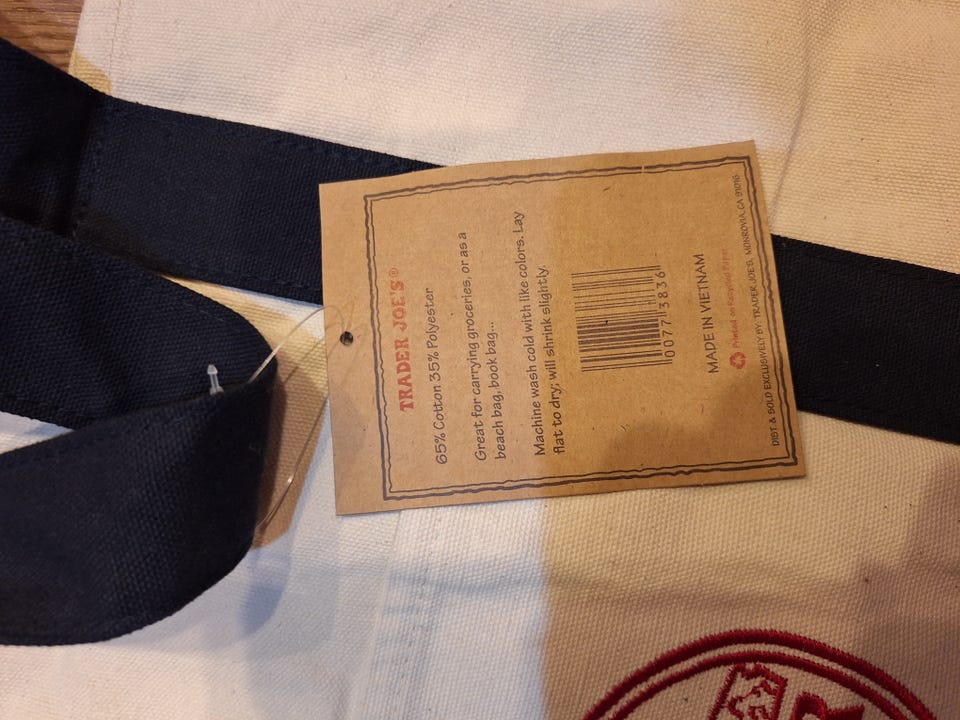 TRADER JOE'S®
65% Cotton 35% Polyester
Great for carrying groceries, or as a
beach bag, book bag...
Machine wash cold with like colors. Lay
flat to dry; will shrink slightly.
0077 3836
MADE IN VIETNAM
Printed on Recycled Paper
DIST. & SOLD EXCLUSIVELY BY: TRADER JOE'S, MONROVIA, CA 91016